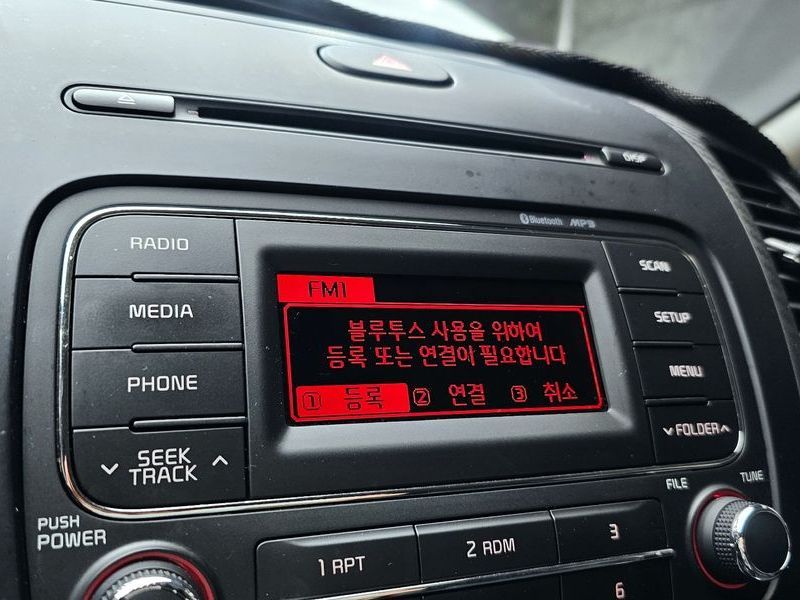 DISP
Bluetooth MP3
RADIO
MEDIA
PHONE
SEEK
TRACK
FM1
블루투스 사용을 위하여
등록 또는 연결이 필요합니다
1 등록 2 연결 3 취소
SCAN
SETUP
MENU
FOLDER
PUSH
POWER
1 RPT
2 RDM
3
6
FILE
TUNE